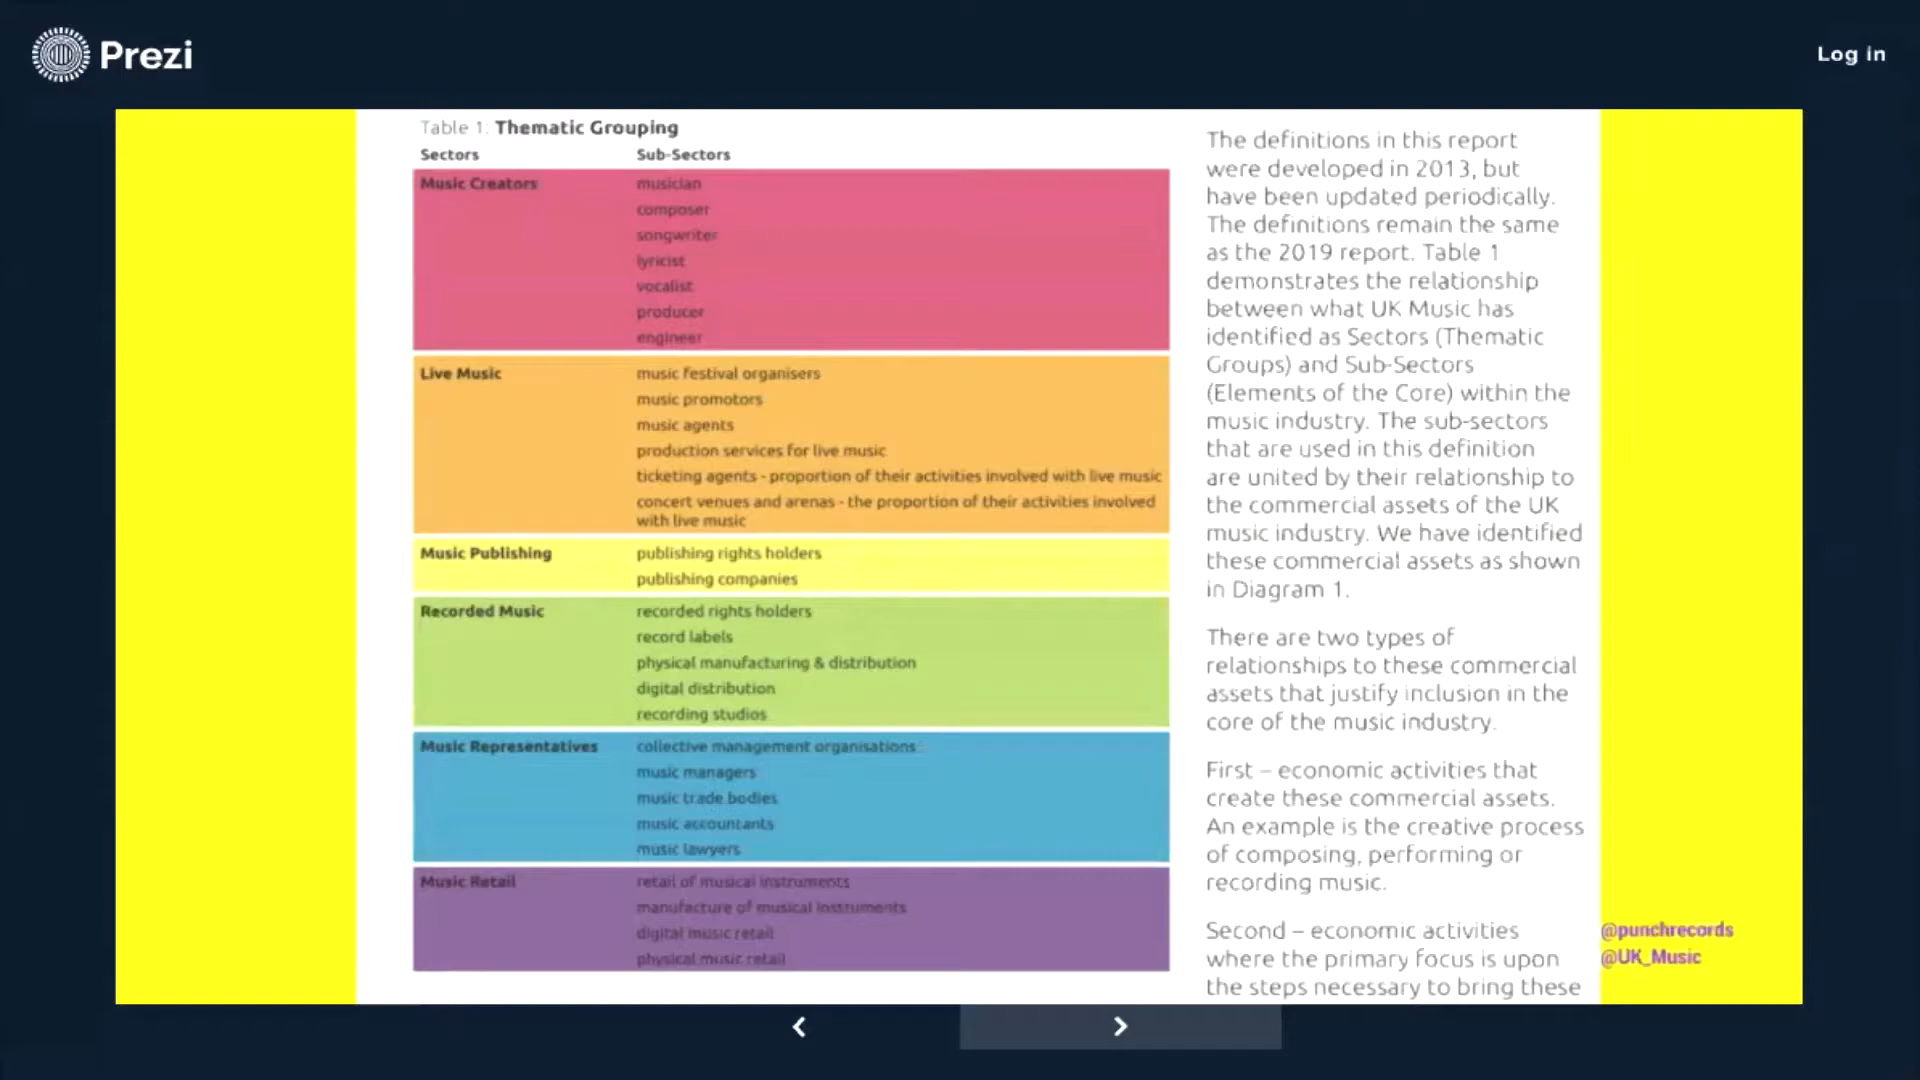 Prezi
Log in
Table 1: Thematic Grouping
Sectors Sub-Sectors
Music Creators musician
composer
songwriter
lyricist
vocalist
producer
engineer
Live Music music festival organisers
music promotors
music agents
production services for live music
ticketing agents - proportion of their activities involved with live music
concert venues and arenas - the proportion of their activities involved
with live music
Music Publishing publishing rights holders
publishing companies
Recorded Music recorded rights holders
record labels
physical manufacturing & distribution
digital distribution
recording studios
Music Representatives collective management organisations
music managers
music trade bodies
music accountants
music lawyers
Music Retail retail of musical instruments
manufacture of musical instruments
digital music retail
physical music retail
The definitions in this report
were developed in 2013, but
have been updated periodically.
The definitions remain the same
as the 2019 report. Table 1
demonstrates the relationship
between what UK Music has
identified as Sectors (Thematic
Groups) and Sub-Sectors
(Elements of the Core) within the
music industry. The sub-sectors
that are used in this definition
are united by their relationship to
the commercial assets of the UK
music industry. We have identified
these commercial assets as shown
in Diagram 1.
There are two types of
relationships to these commercial
assets that justify inclusion in the
core of the music industry.
First – economic activities that
create these commercial assets.
An example is the creative process
of composing, performing or
recording music.
Second – economic activities
where the primary focus is upon
the steps necessary to bring these
@punchrecords
@UK_Music